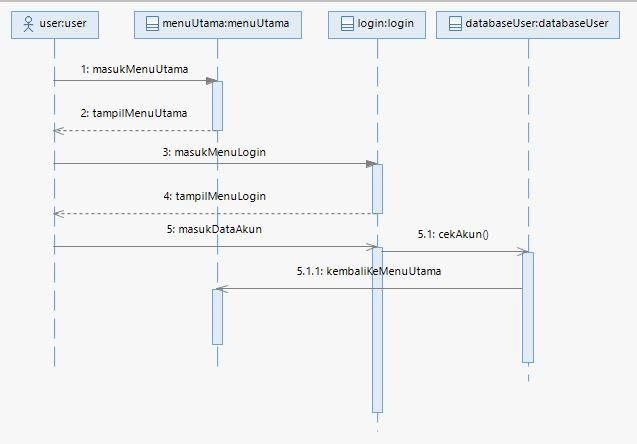 user:user
menuUtama:menuUtama
login:login
databaseUser:databaseUser
1: masukMenuUtama
2: tampilMenuUtama
3: masukMenuLogin
4: tampilMenuLogin
5: masukDataAkun
5.1: cekAkun()
5.1.1: kembaliKeMenuUtama